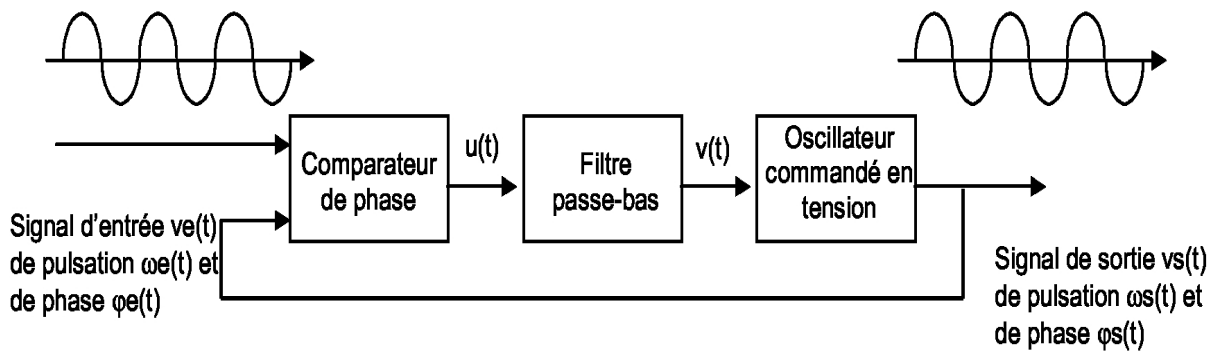 Comparateur
de phase
u(t)
Filtre
passe-bas
v(t)
Oscillateur
commandé en
tension
Signal d'entrée ve(t)
de pulsation ωe(t) et
de phase φe(t)
Signal de sortie vs(t)
de pulsation ωs(t) et
de phase φs(t)